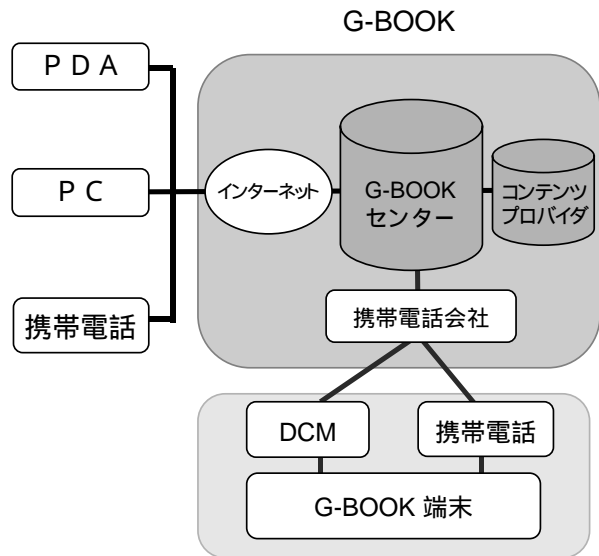 G-BOOK
ＰＤＡ
ＰＣ
携帯電話
インターネット
G-BOOK
センター
コンテンツ
プロバイダ
携帯電話会社
DCM
携帯電話
G-BOOK 端末